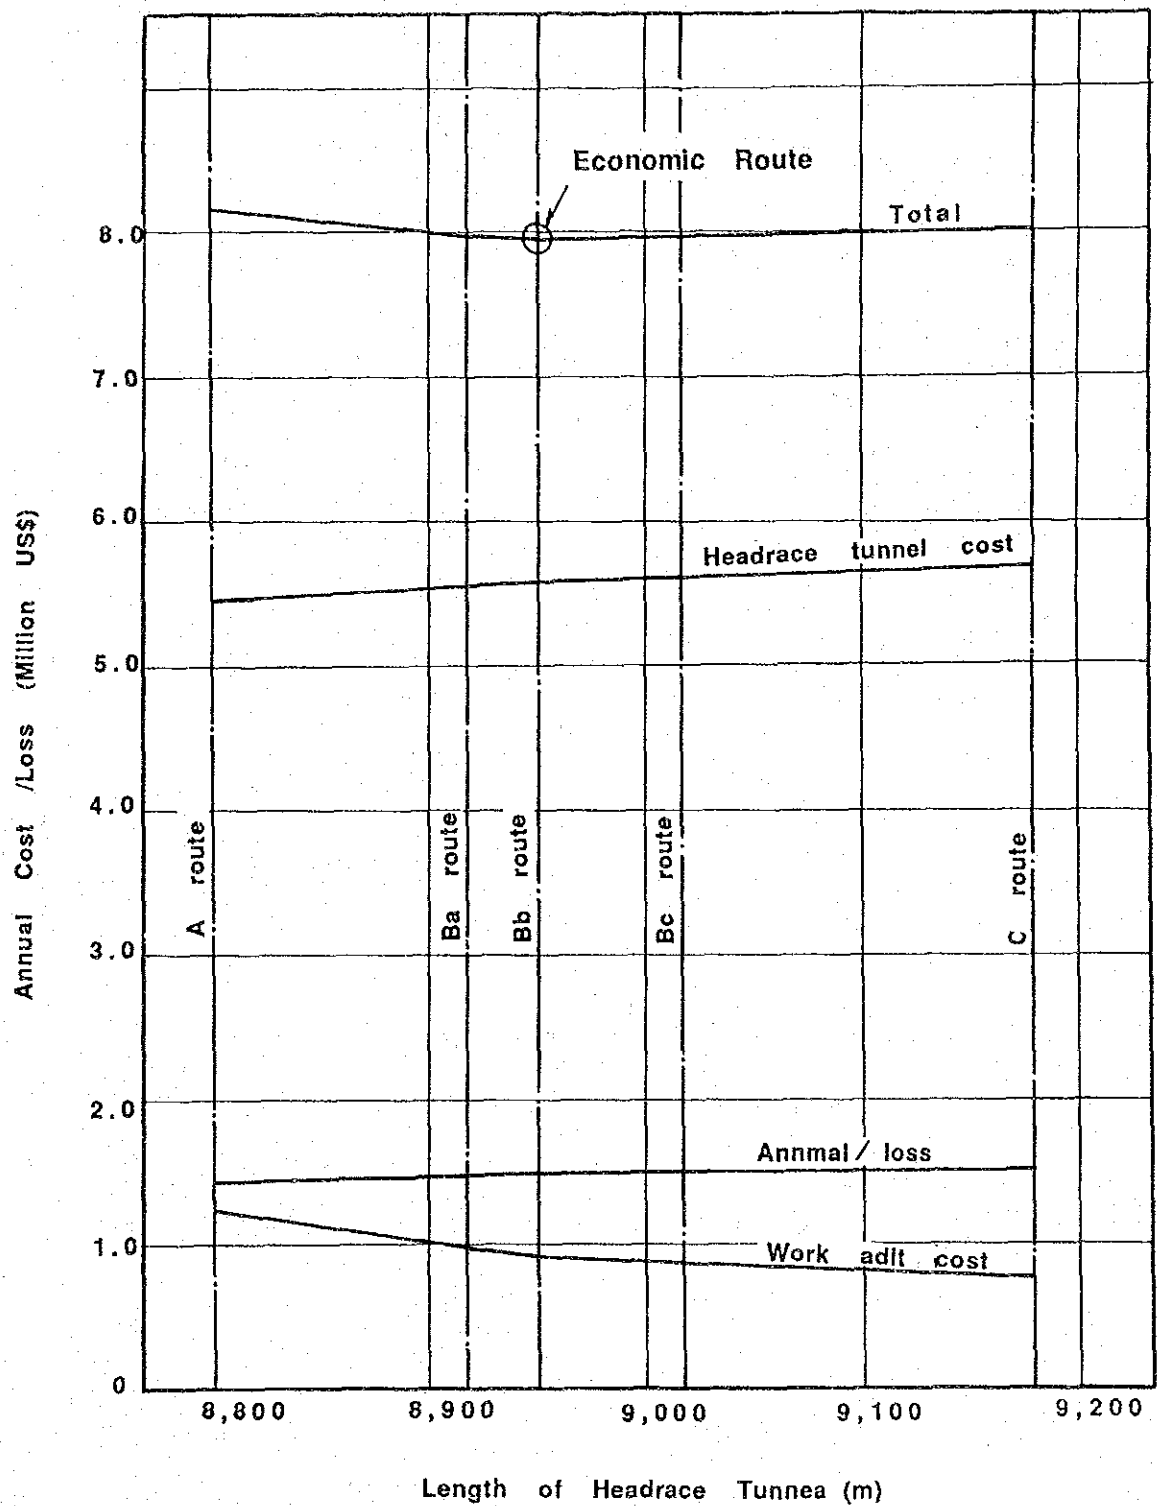 Economic Route
Total
8.0
7.0
6.0
Headrace tunnel cost
5.0
4.0
A route
Ba route
Bb route
Bc route
C route
3.0
2.0
Annmal / loss
1.0
Work adit cost
0
8,800 8,900 9,000 9,100 9,200
Length of Headrace Tunnea (m)
Annual Cost /Loss (Million US$)